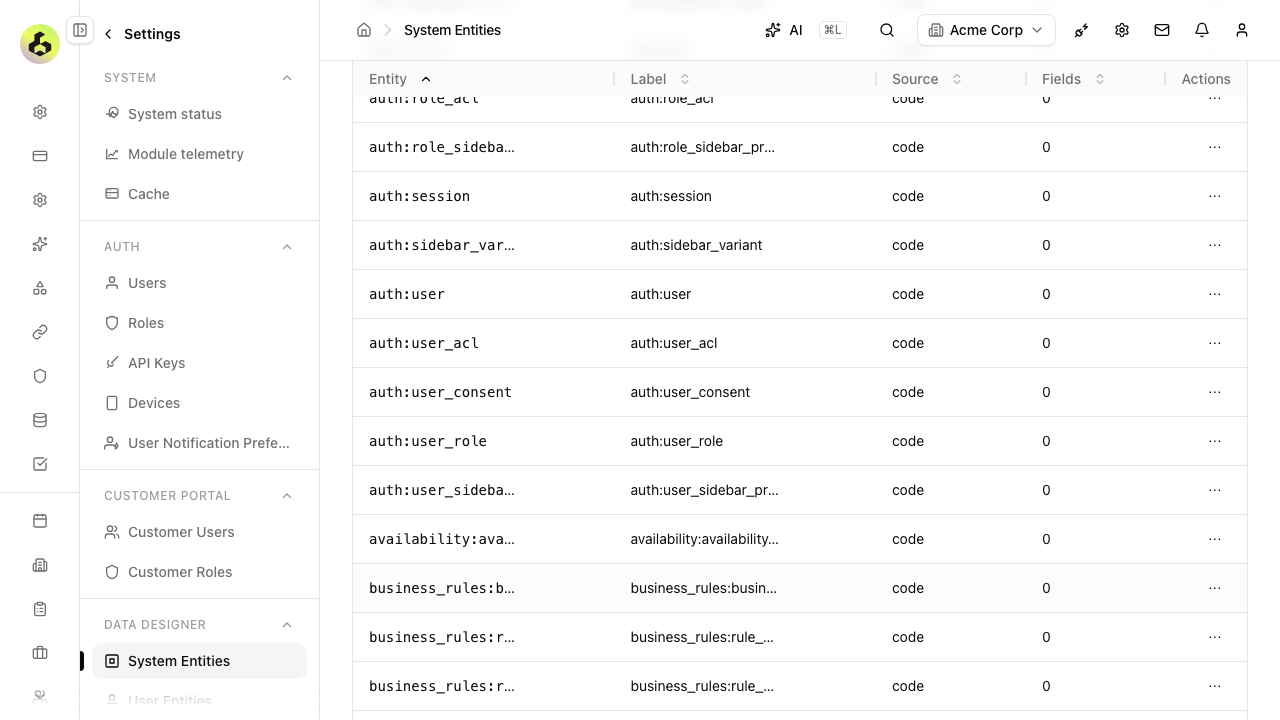 Settings
System Entities
AI
⌘L
Acme Corp
SYSTEM
System status
Module telemetry
Cache
AUTH
Users
Roles
API Keys
Devices
User Notification Prefe...
CUSTOMER PORTAL
Customer Users
Customer Roles
DATA DESIGNER
System Entities
User Entities
Entity Label Source Fields Actions
auth:role_acl auth:role_acl code 0 ...
auth:role_sideba... auth:role_sidebar_pr... code 0 ...
auth:session auth:session code 0 ...
auth:sidebar_var... auth:sidebar_variant code 0 ...
auth:user auth:user code 0 ...
auth:user_acl auth:user_acl code 0 ...
auth:user_consent auth:user_consent code 0 ...
auth:user_role auth:user_role code 0 ...
auth:user_sideba... auth:user_sidebar_pr... code 0 ...
availability:ava... availability:availability... code 0 ...
business_rules:b... business_rules:busin... code 0 ...
business_rules:r... business_rules:rule_... code 0 ...
business_rules:r... business_rules:rule_... code 0 ...